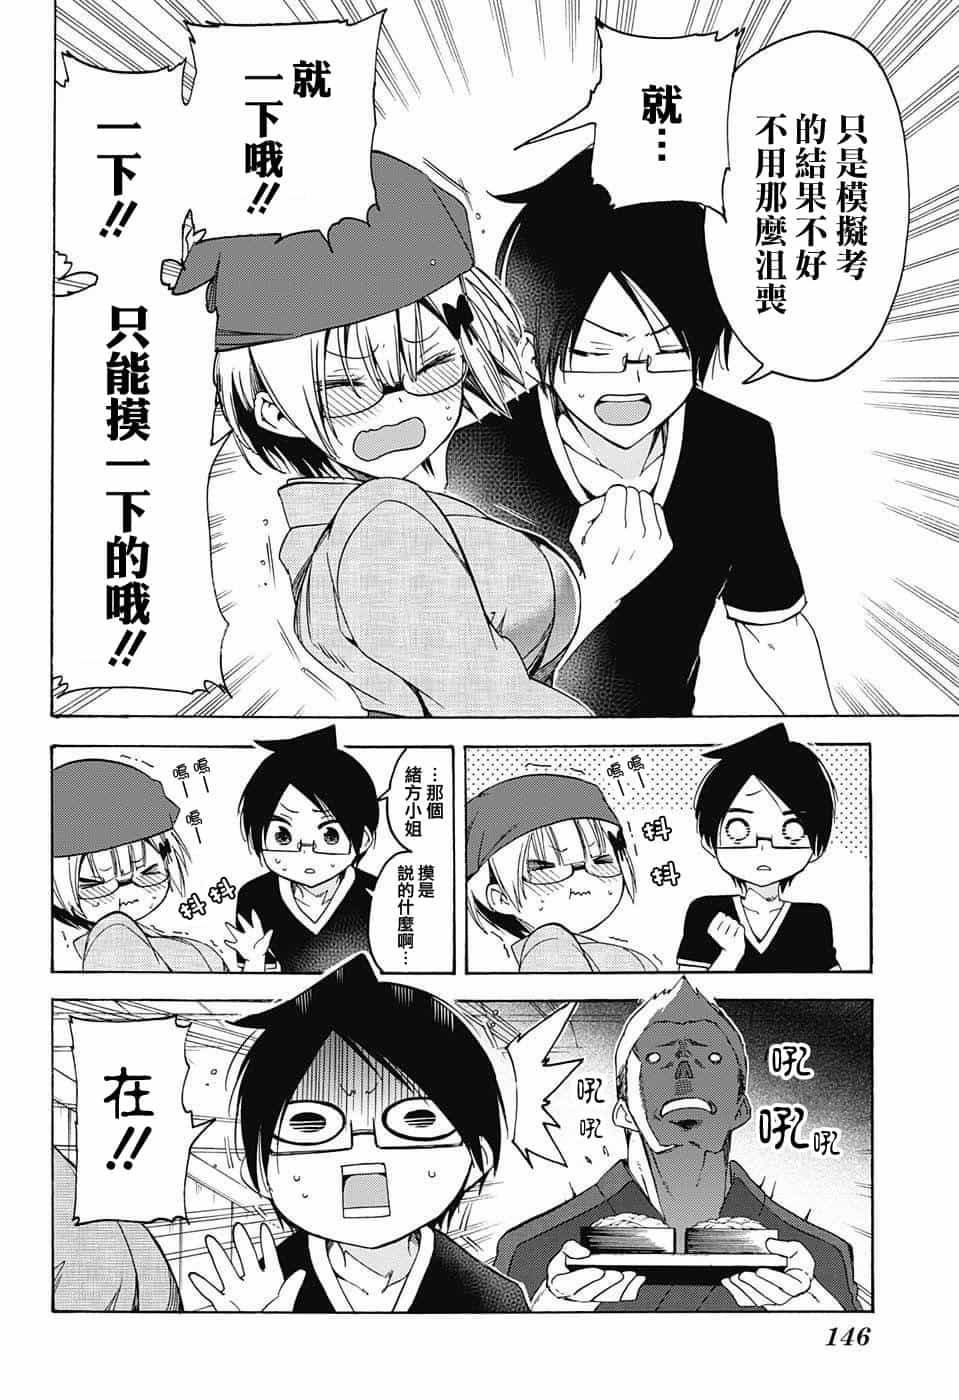 只是模擬考
的結果不好
不用那麼沮喪
就…
就
一下哦!!
一下!!
只能摸一下的哦!!
嗚—
嗚—
嗚—
抖
抖
…那個
緒方小姐
摸是
説的什麼啊…
嗚—
嗚—
嗚—
抖
抖
吼
吼
吼
吼
吼
吼
在!!
146